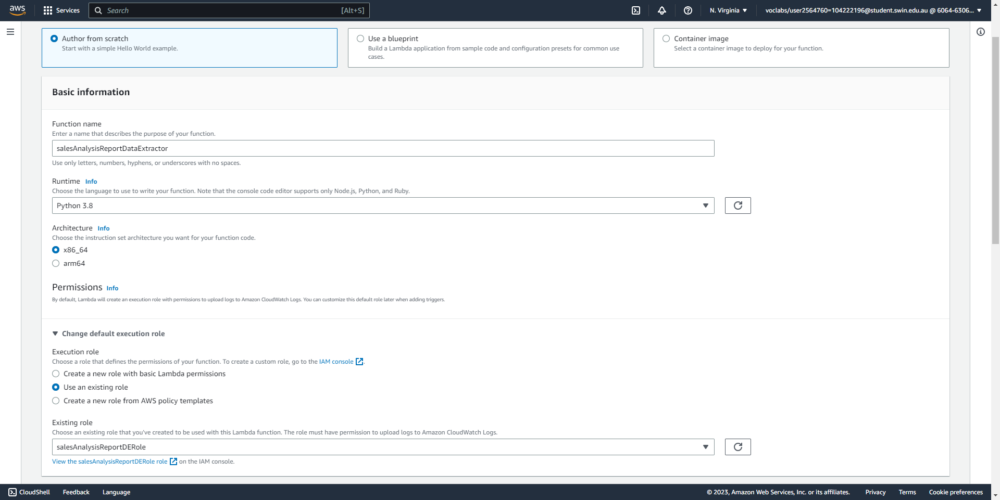 aws
Services
Search
[Alt+S]
N. Virginia
voclabs/user2564760=104222196@student.swin.edu.au @ 6064-6306...
Author from scratch
Start with a simple Hello World example.
Use a blueprint
Build a Lambda application from sample code and configuration presets for common use
cases.
Container image
Select a container image to deploy for your function.
Basic information
Function name
Enter a name that describes the purpose of your function.
salesAnalysisReportDataExtractor
Use only letters, numbers, hyphens, or underscores with no spaces.
Runtime Info
Choose the language to use to write your function. Note that the console code editor supports only Node.js, Python, and Ruby.
Python 3.8
Architecture Info
Choose the instruction set architecture you want for your function code.
x86_64
arm64
Permissions Info
By default, Lambda will create an execution role with permissions to upload logs to Amazon CloudWatch Logs. You can customize this default role later when adding triggers.
Change default execution role
Execution role
Choose a role that defines the permissions of your function. To create a custom role, go to the IAM console.
Create a new role with basic Lambda permissions
Use an existing role
Create a new role from AWS policy templates
Existing role
Choose an existing role that you've created to be used with this Lambda function. The role must have permission to upload logs to Amazon CloudWatch Logs.
salesAnalysisReportDERole
View the salesAnalysisReportDERole role on the IAM console.
CloudShell
Feedback
Language
© 2023, Amazon Web Services, Inc. or its affiliates.
Privacy
Terms
Cookie preferences